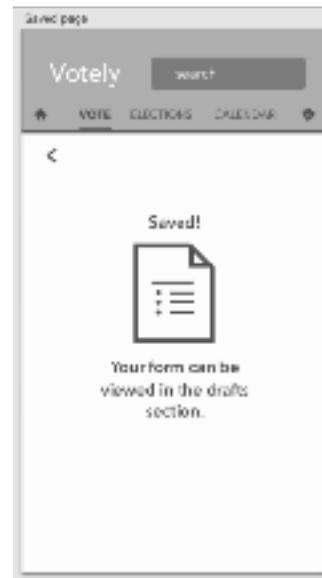 Saved page
Votely
search
VOTE ELECTIONS CALENDAR
Saved!
Your form can be
viewed in the drafts
section.